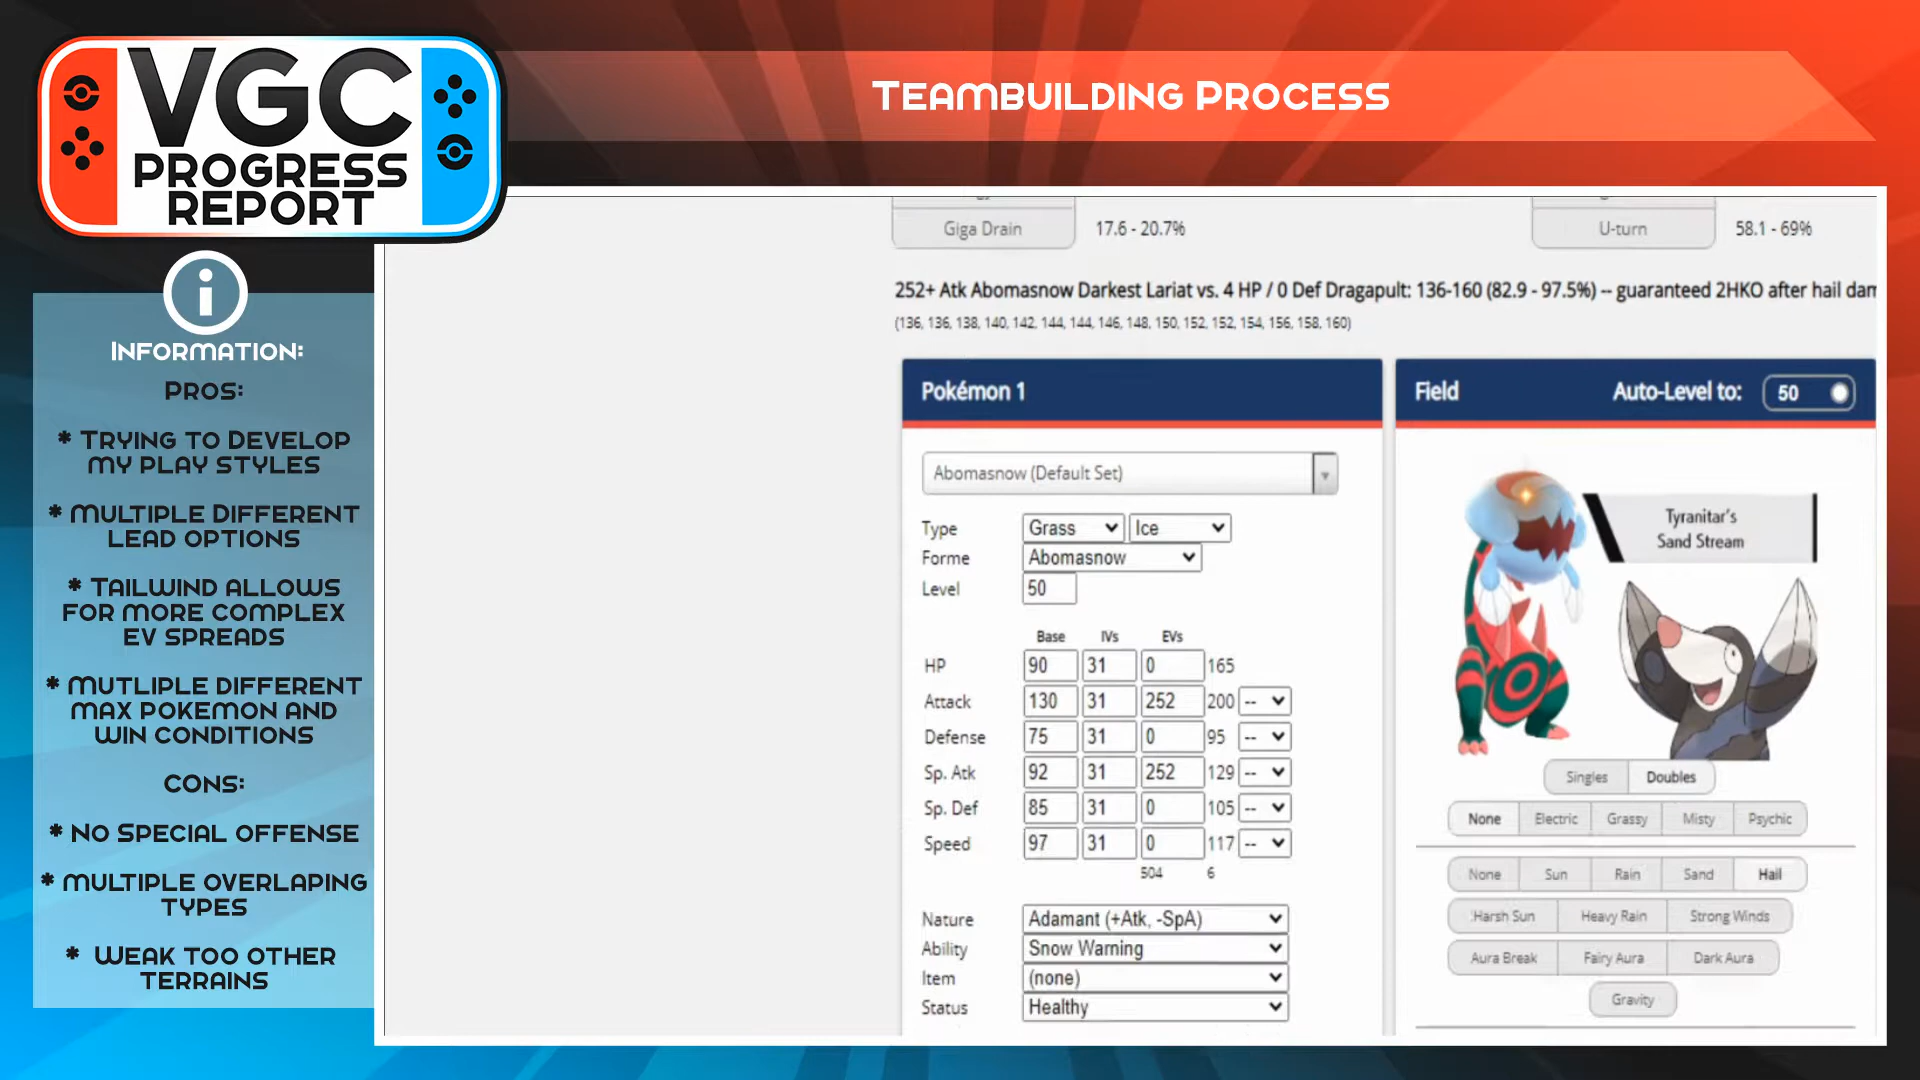 VGC
PROGRESS
REPORT
TEAMBUILDING PROCESS
INFORMATION:
PROS:
* TRYING TO DEVELOP
MY PLAY STYLES
* MULTIPLE DIFFERENT
LEAD OPTIONS
* TAILWIND ALLOWS
FOR MORE COMPLEX
EV SPREADS
* MUTLIPLE DIFFERENT
MAX POKEMON AND
WIN CONDITIONS
CONS:
* NO SPECIAL OFFENSE
* MULTIPLE OVERLAPING
TYPES
* WEAK TOO OTHER
TERRAINS
Giga Drain 17.6 - 20.7%
U-turn 58.1 - 69%
252+ Atk Abomasnow Darkest Lariat vs. 4 HP / 0 Def Dragapult: 136-160 (82.9 - 97.5%) -- guaranteed 2HKO after hail dam
(136, 136, 138, 140, 142, 144, 144, 146, 148, 150, 152, 152, 154, 156, 158, 160)
Pokémon 1
Abomasnow (Default Set)
Type Grass Ice
Forme Abomasnow
Level 50
Base IVs EVs
HP 90 31 0 165
Attack 130 31 252 200 --
Defense 75 31 0 95 --
Sp. Atk 92 31 252 129 --
Sp. Def 85 31 0 105 --
Speed 97 31 0 117 --
504 6
Nature Adamant (+Atk, -SpA)
Ability Snow Warning
Item (none)
Status Healthy
Field Auto-Level to: 50
Tyranitar's
Sand Stream
Singles Doubles
None Electric Grassy Misty Psychic
None Sun Rain Sand Hail
Harsh Sun Heavy Rain Strong Winds
Aura Break Fairy Aura Dark Aura
Gravity